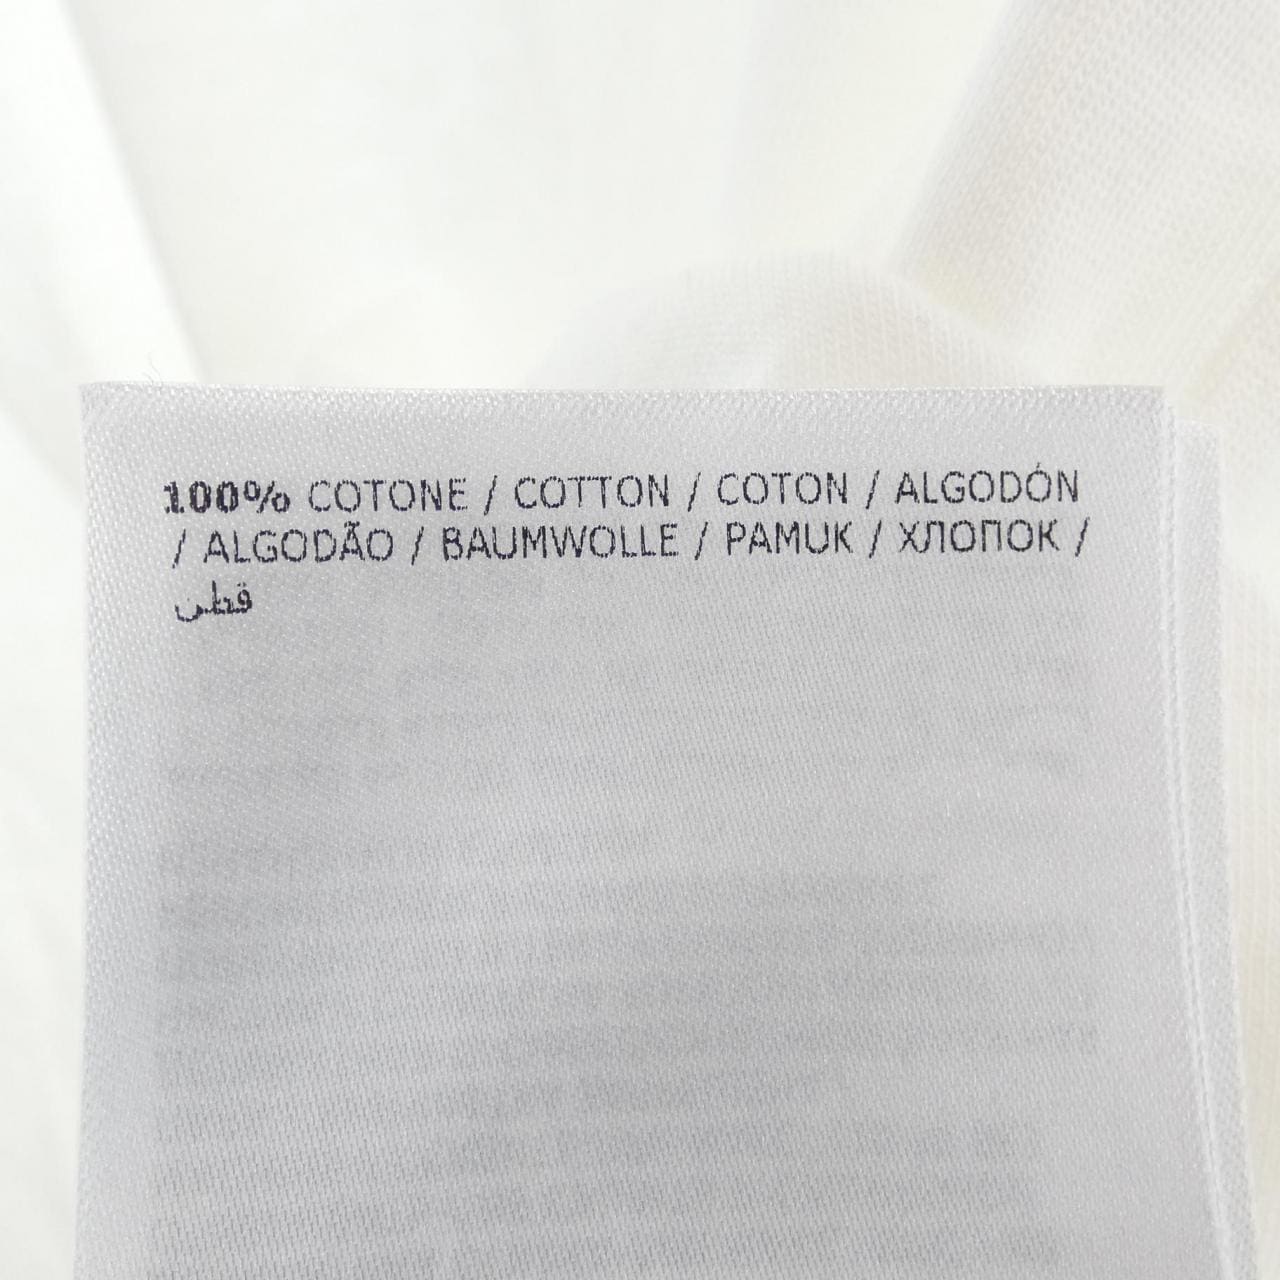 100% COTONE / COTTON / COTON / ALGODÓN
/ ALGODÃO / BAUMWOLLE / PAMUK / ХЛОПОК /
قطن